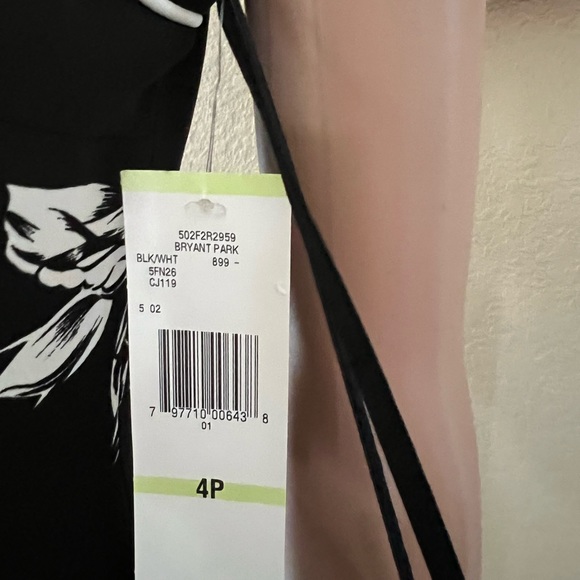 502F2R2959
BRYANT PARK
BLK/WHT 899 -
5FN26
CJ119
5 02
7 97710 00643 8
01
4P